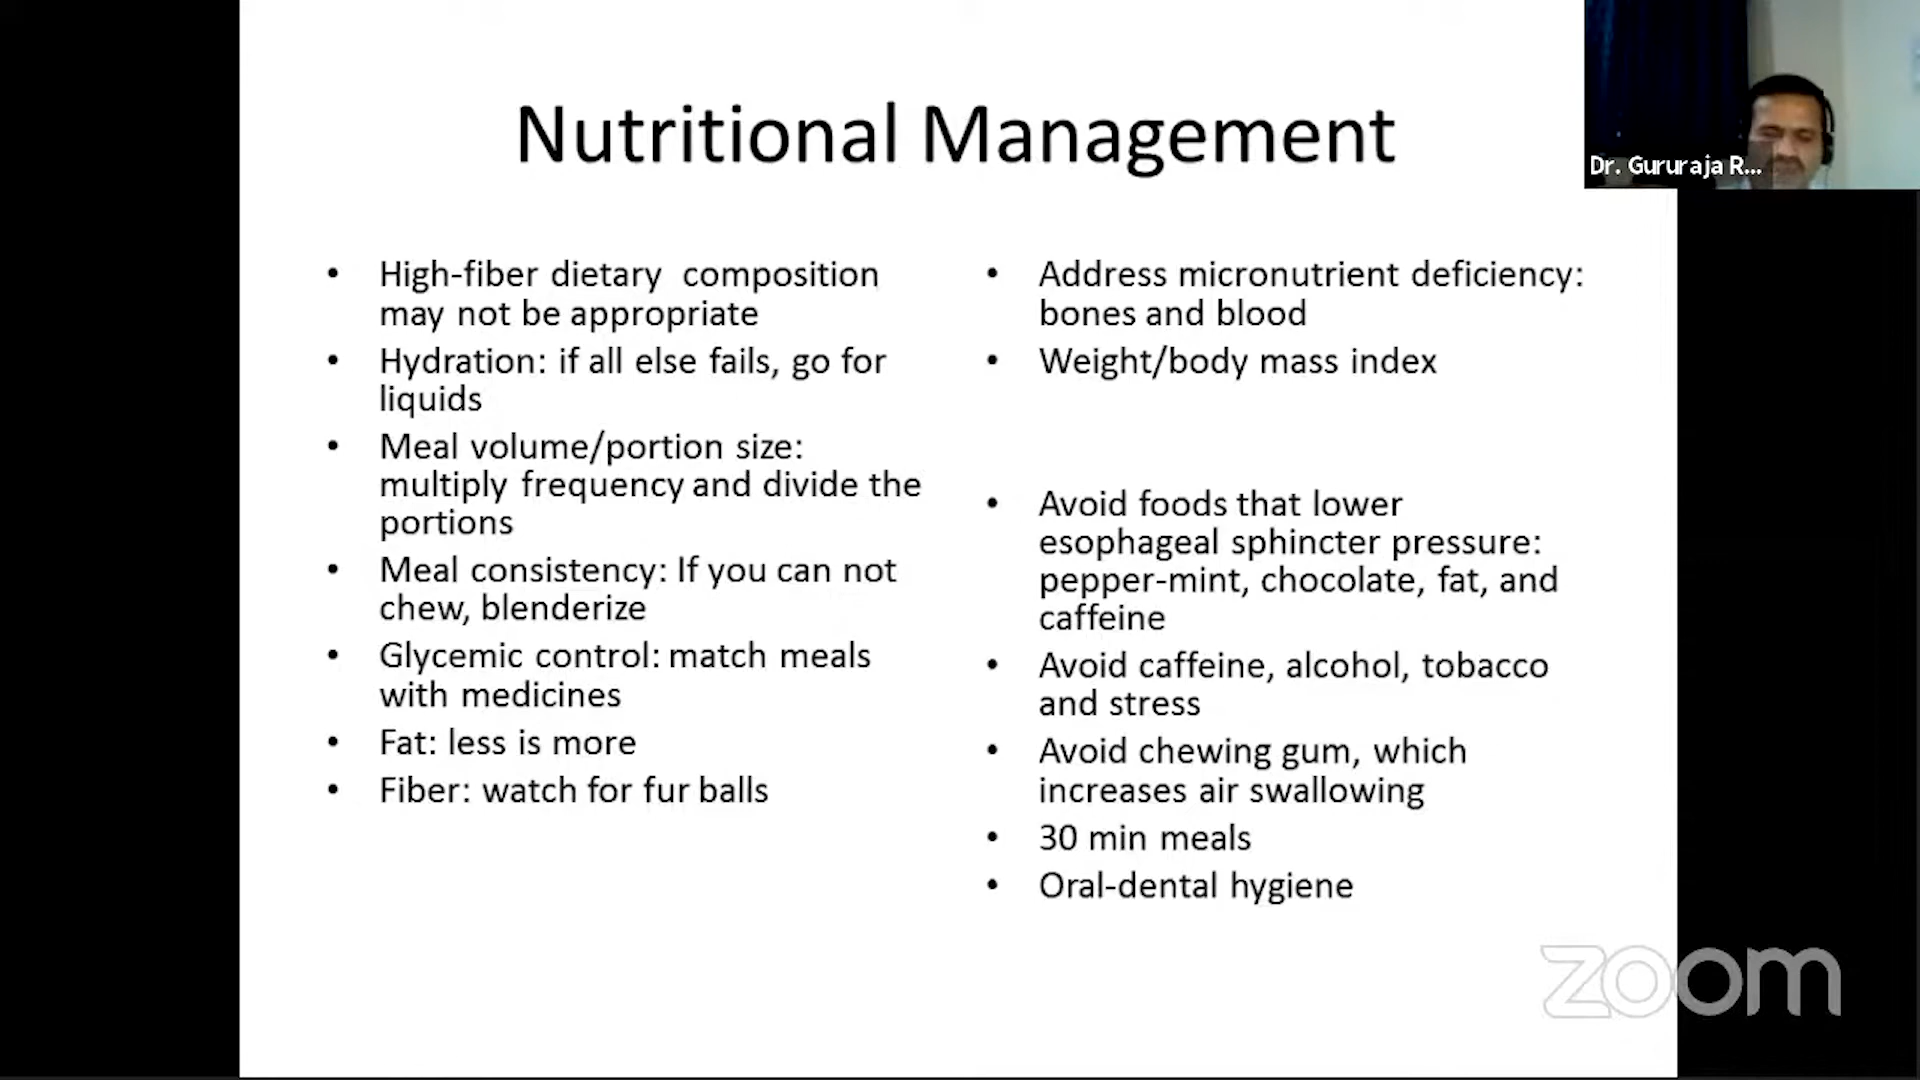 Nutritional Management
• High-fiber dietary composition
may not be appropriate
• Hydration: if all else fails, go for
liquids
• Meal volume/portion size:
multiply frequency and divide the
portions
• Meal consistency: If you can not
chew, blenderize
• Glycemic control: match meals
with medicines
• Fat: less is more
• Fiber: watch for fur balls
• Address micronutrient deficiency:
bones and blood
• Weight/body mass index
• Avoid foods that lower
esophageal sphincter pressure:
pepper-mint, chocolate, fat, and
caffeine
• Avoid caffeine, alcohol, tobacco
and stress
• Avoid chewing gum, which
increases air swallowing
• 30 min meals
• Oral-dental hygiene
Dr. Gururaja R...
zoom